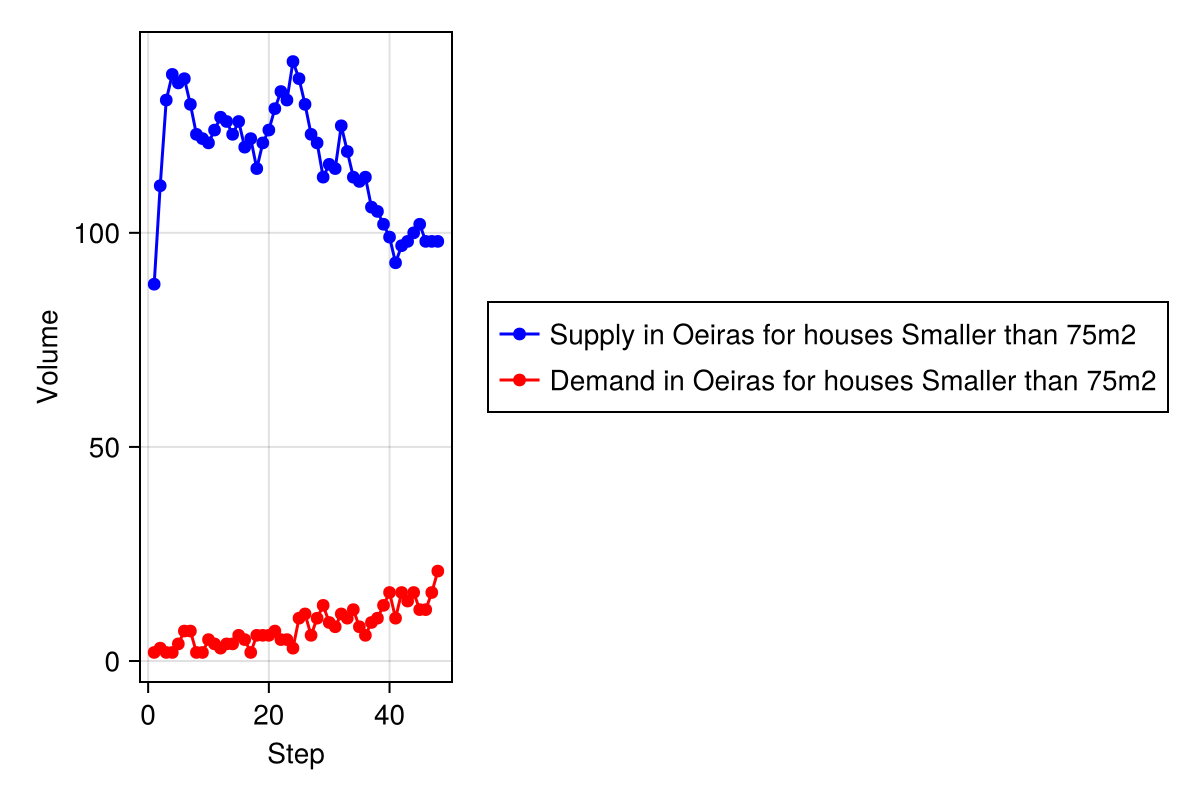 Volume
100
50
0
0 20 40
Step
Supply in Oeiras for houses Smaller than 75m2
Demand in Oeiras for houses Smaller than 75m2